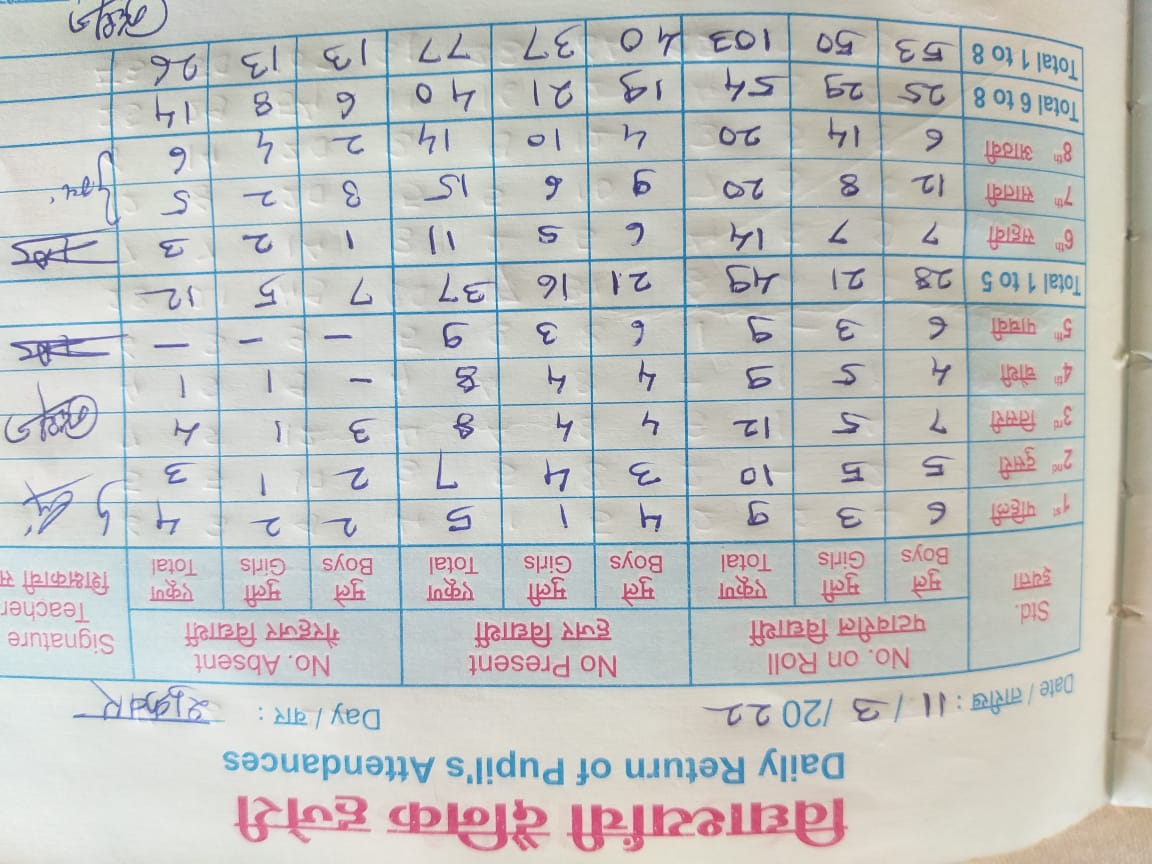 विद्यार्थ्यांची दैनिक हजेरी
Daily Return of Pupil's Attendances
Date / तारीख : 11 / 3 /2022 Day / वार : शुक्रवार
Std. इयत्ता No. on Roll पटावरील विद्यार्थी No Present हजर विद्यार्थी No. Absent गैरहजर विद्यार्थी Signature Teacher शिक्षकाची
मुले Boys मुली Girls एकूण Total मुले Boys मुली Girls एकूण Total मुले Boys मुली Girls एकूण Total
1st पहिली 6 3 9 4 1 5 2 2 4
2nd दुसरी 5 5 10 3 4 7 2 1 3
3rd तिसरी 7 5 12 4 4 8 3 1 4
4th चौथी 4 5 9 4 4 8 - 1 1
5th पाचवी 6 3 9 6 3 9 - - -
Total 1 to 5 28 21 49 21 16 37 7 5 12
6th सहावी 7 7 14 6 5 11 1 2 3
7th सातवी 12 8 20 9 6 15 3 2 5
8th आठवी 6 14 20 4 10 14 2 4 6
Total 6 to 8 25 29 54 19 21 40 6 8 14
Total 1 to 8 53 50 103 40 37 77 13 13 26